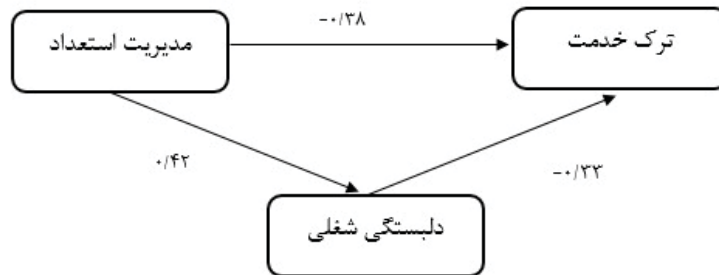 -۰/۳۸
مدیریت استعداد
ترک خدمت
۰/۴۲
-۰/۳۳
دلبستگی شغلی